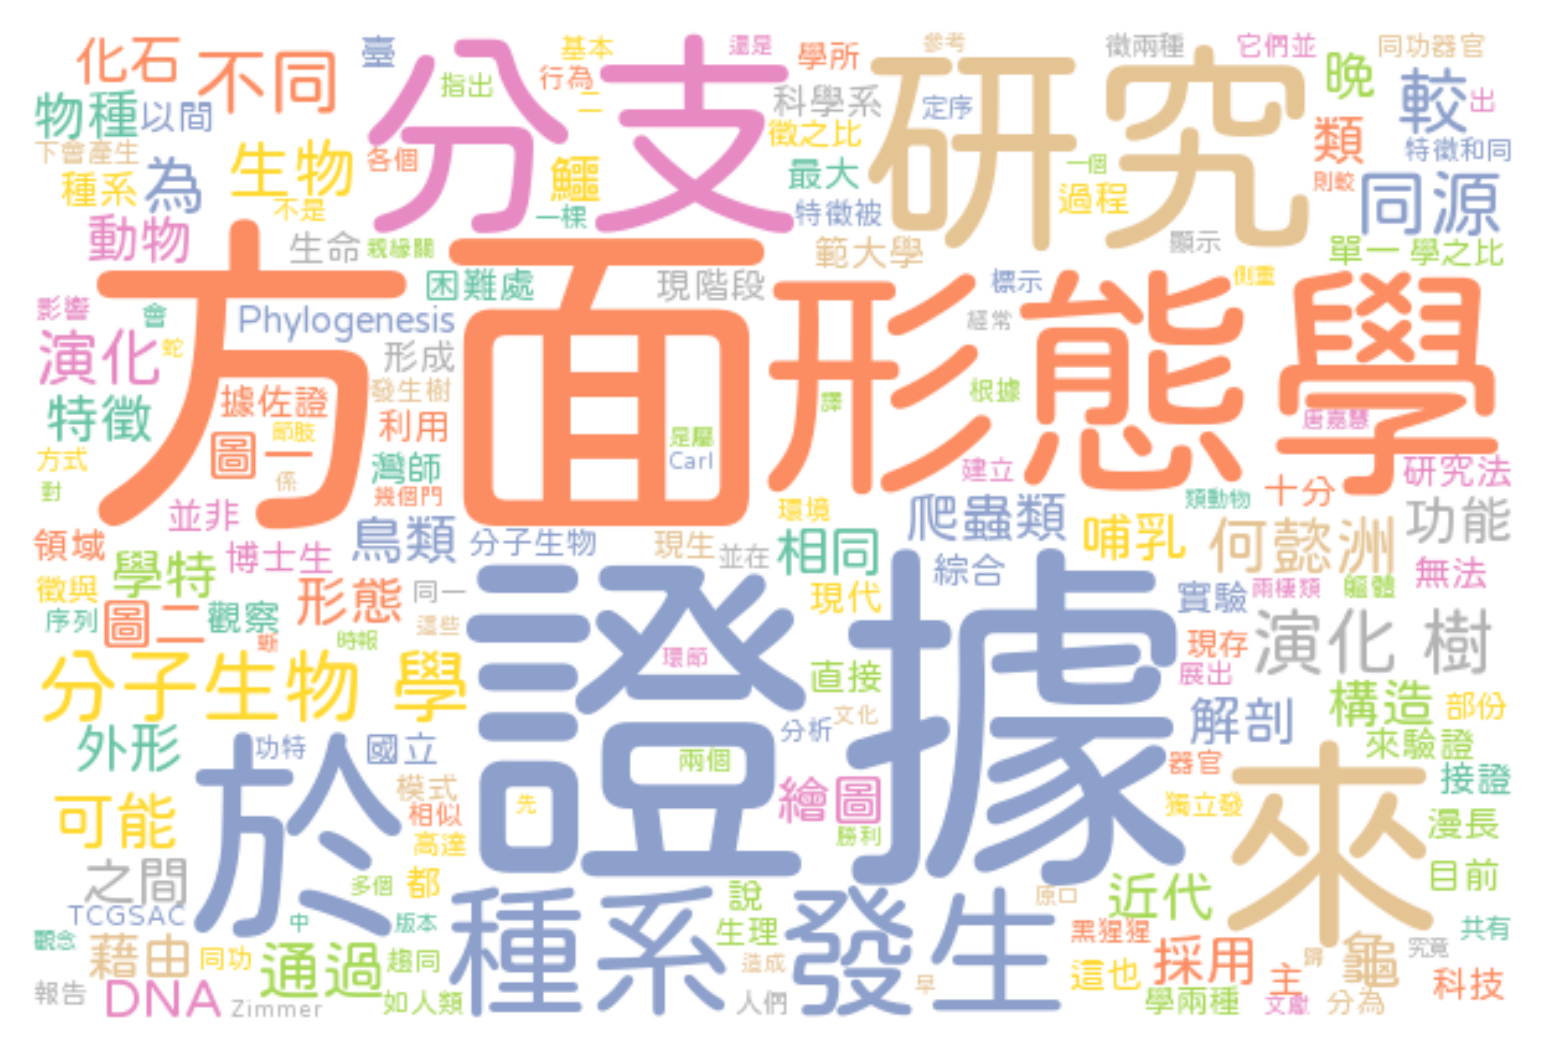 化石
不同
臺
分支
指出
基本
行為
二
還是
學所
科學系
徵之比
研究
參考
定序
徵兩種
它們並
同功器官
晚
較
出
物種
以間
下會產生
種系
為
生物
各個
不是
鱷
一棵
最大
特徵被
一個
過程
類
則較
特徵和同
同源
動物
生命
親緣關
範大學
顯示
單一
學之比
方面
困難處
現階段
形態學
標示
側重
影響
會
演化
蛇
Phylogenesis
形成
經常
特徵
據佐證
節肢
圖一
係
發生樹
利用
灣師
幾個門
是屬
Carl
譯
根據
建立
唐嘉慧
研究法
方式
對
並非
領域
學特
博士生
鳥類
分子生物
現生
並在
環境
相同
爬蟲類
類動物
十分
哺乳
何懿洲
功能
徵與
序列
圖二
觀察
形態
同一
這些
時報
證據
環節
現代
綜合
實驗
兩棲類
軀體
無法
現存
展出
演化 樹
分子生物 學
直接
文化
分析
兩個
解剖
構造
部份
來驗證
外形
於
功特
國立
模式
相似
高達
先
繪圖
勝利
器官
獨立發
來
接證
漫長
可能
之間
TCGSAC
中
多個
都
版本
種系發生
說
生理
造成
人們
早
原口
近代
黑猩猩
目前
觀念
藉由
同功
通過
趨同
如人類
報告
DNA
Zimmer
這也
採用
學兩種
主
歸
文獻
龜
分為
究竟
共有
科技